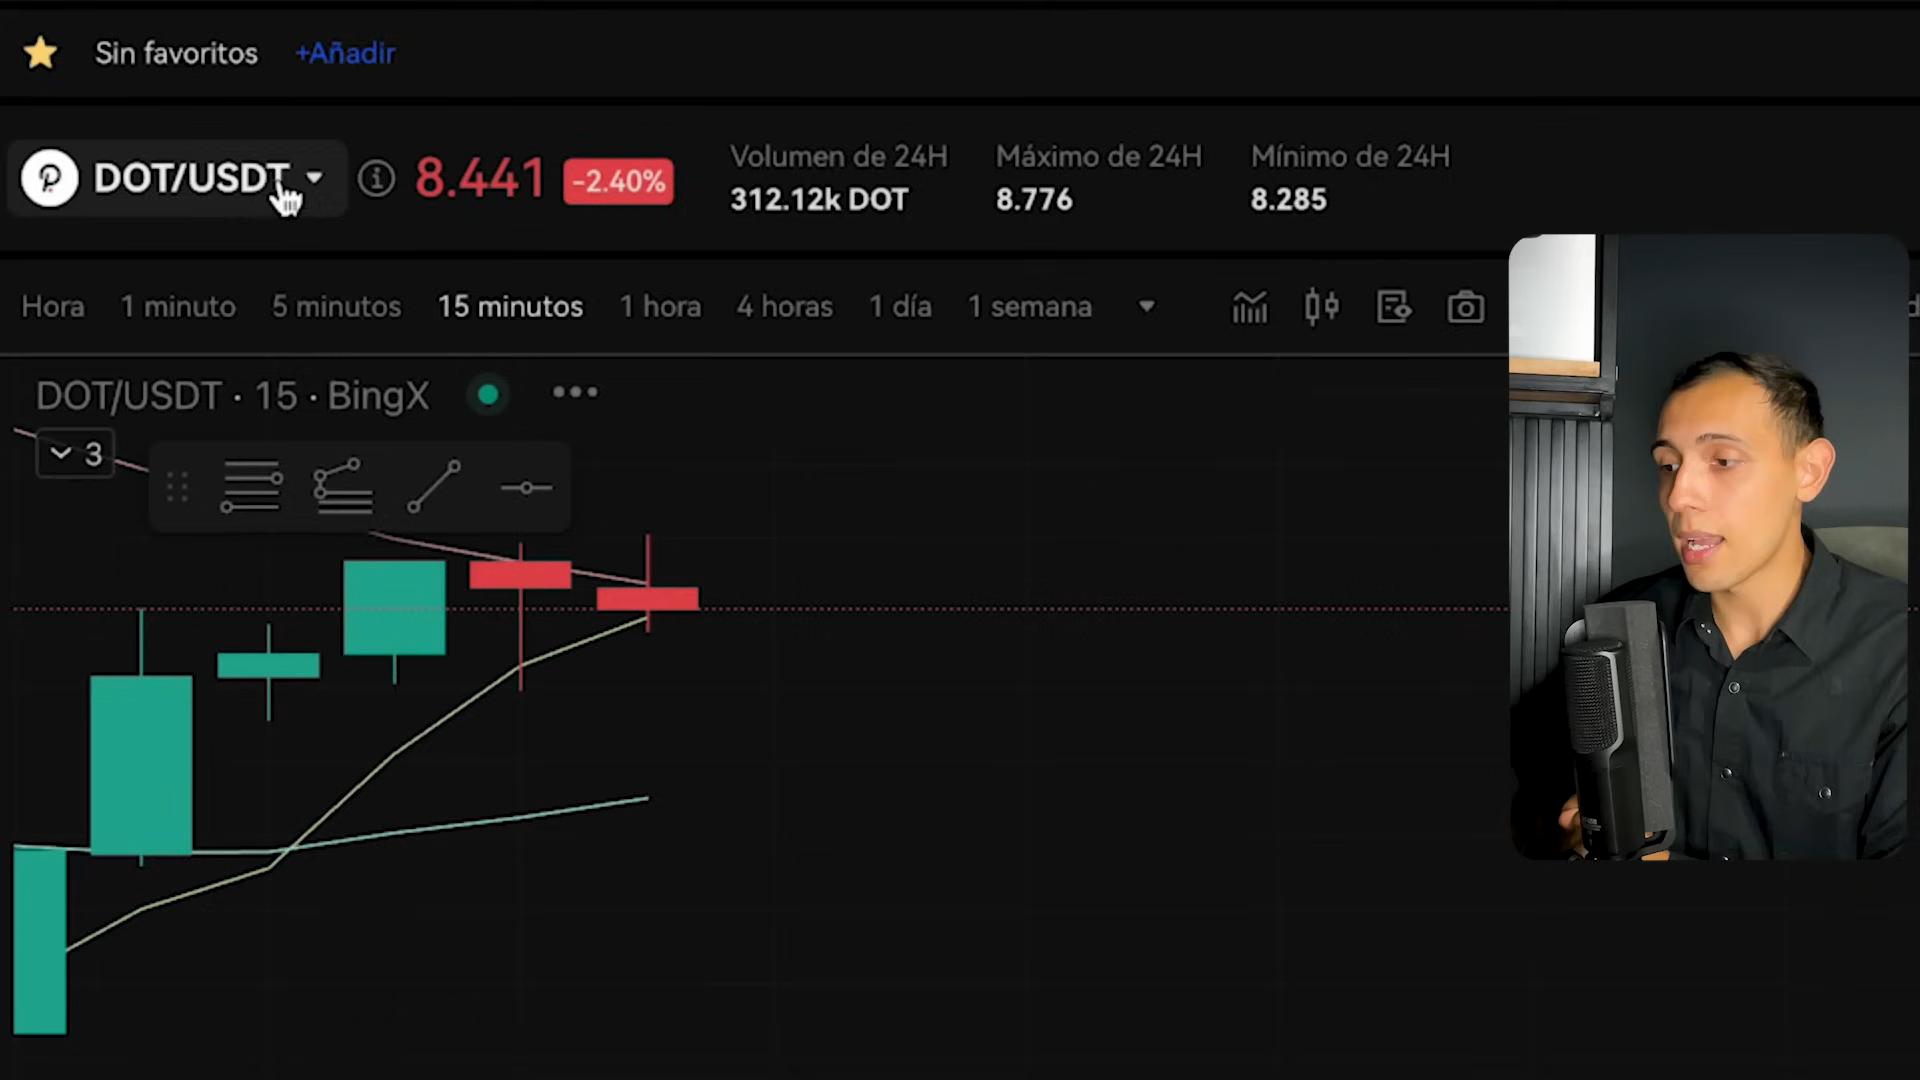 Sin favoritos +Añadir
DOT/USDT 8.441 -2.40%
Volumen de 24H
312.12k DOT
Máximo de 24H
8.776
Mínimo de 24H
8.285
Hora 1 minuto 5 minutos 15 minutos 1 hora 4 horas 1 día 1 semana
DOT/USDT · 15 · BingX
3